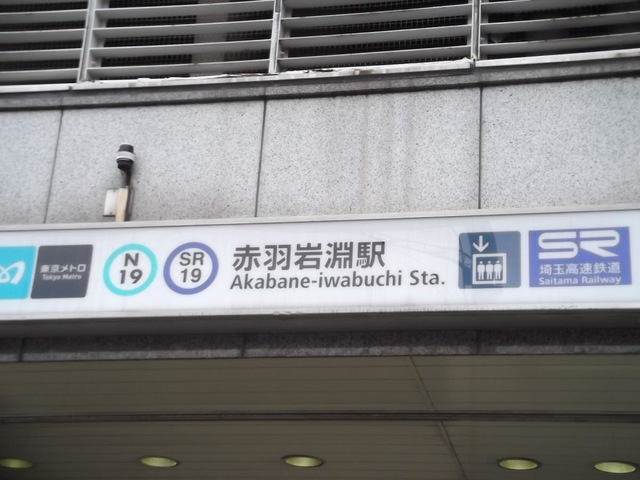 東京メトロ
Tokyo Metro
N
19
SR
19
赤羽岩淵駅
Akabane-iwabuchi Sta.
SR
埼玉高速鉄道
Saitama Railway